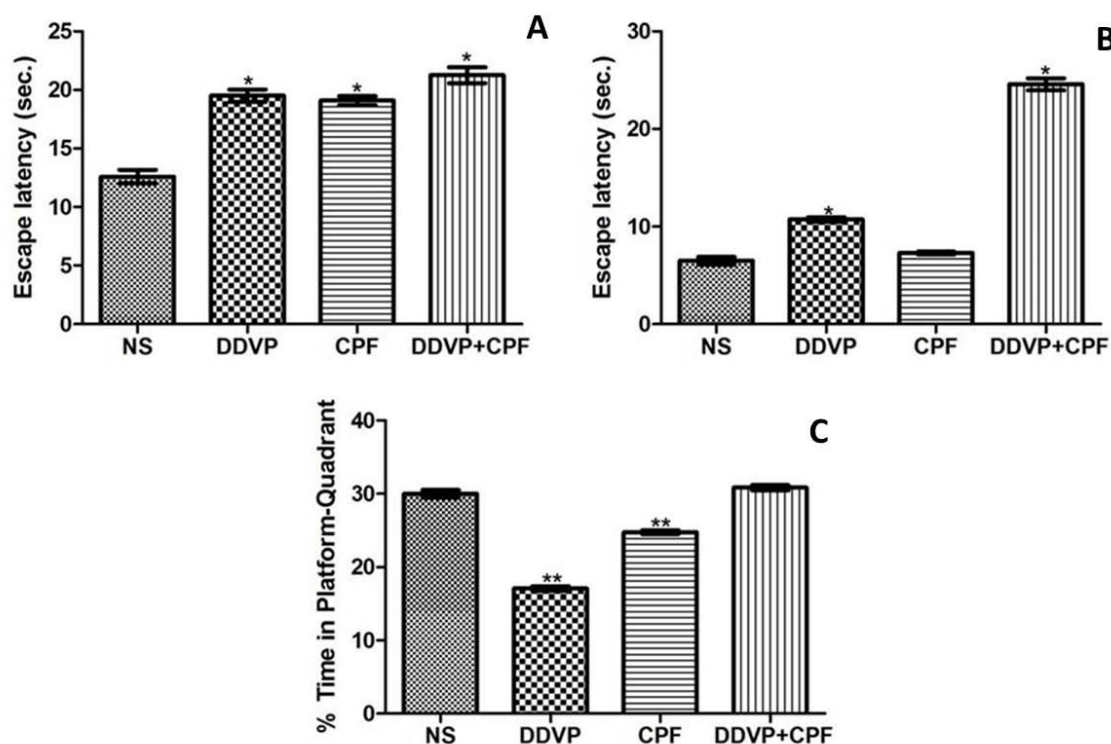 A
Escape latency (sec.)
25
20
15
10
5
0
*
*
*
NS DDVP CPF DDVP+CPF
B
Escape latency (sec.)
30
20
10
0
*
*
NS DDVP CPF DDVP+CPF
C
% Time in Platform-Quadrant
40
30
20
10
0
**
**
NS DDVP CPF DDVP+CPF